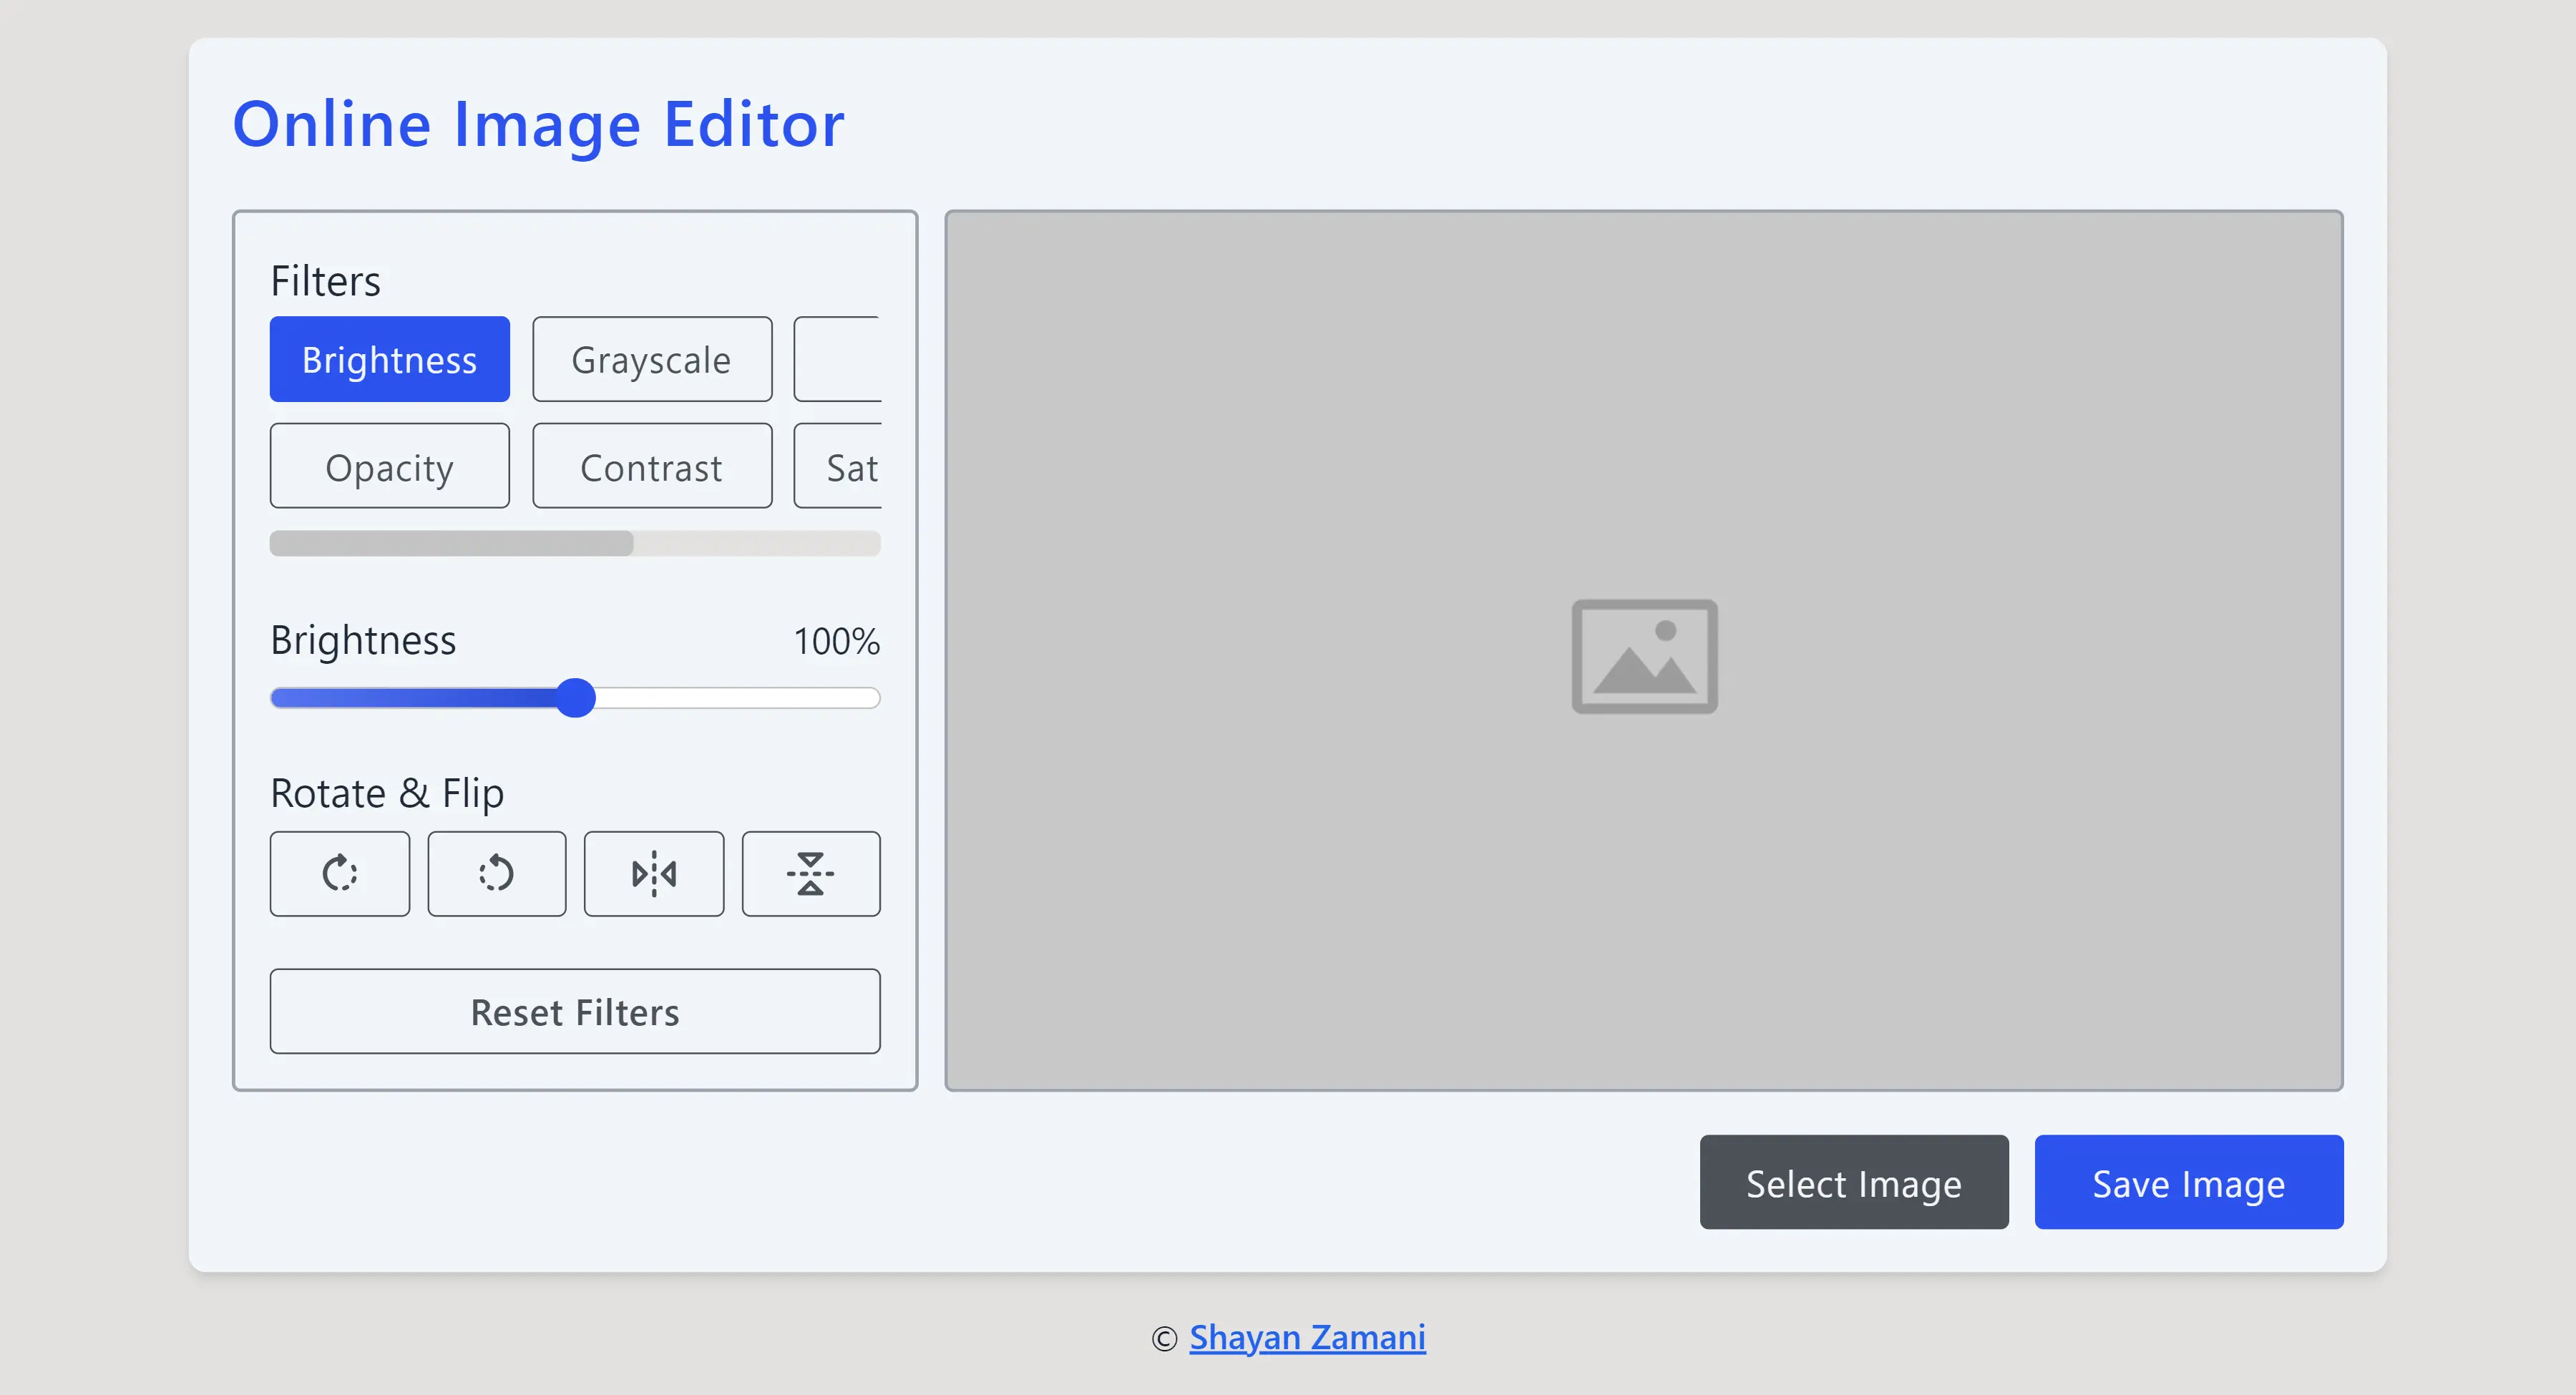 Online Image Editor
Filters
Brightness Grayscale
Opacity Contrast Sat
Brightness 100%
Rotate & Flip
Reset Filters
Select Image Save Image
© Shayan Zamani